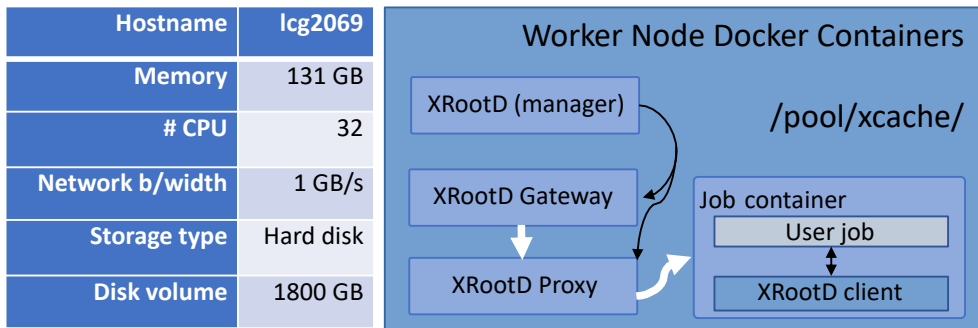 Hostname lcg2069
Memory 131 GB
# CPU 32
Network b/width 1 GB/s
Storage type Hard disk
Disk volume 1800 GB
Worker Node Docker Containers
XRootD (manager)
/pool/xcache/
XRootD Gateway
Job container
User job
XRootD Proxy
XRootD client